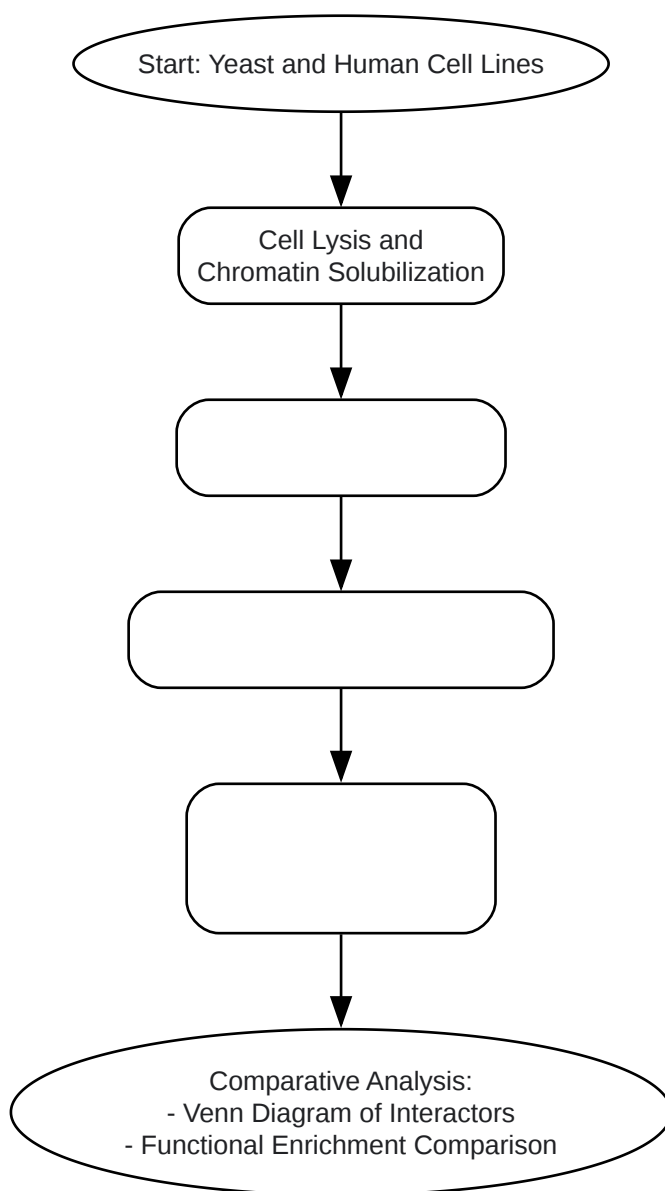 Start: Yeast and Human Cell Lines
Cell Lysis and
Chromatin Solubilization
Comparative Analysis:
- Venn Diagram of Interactors
- Functional Enrichment Comparison